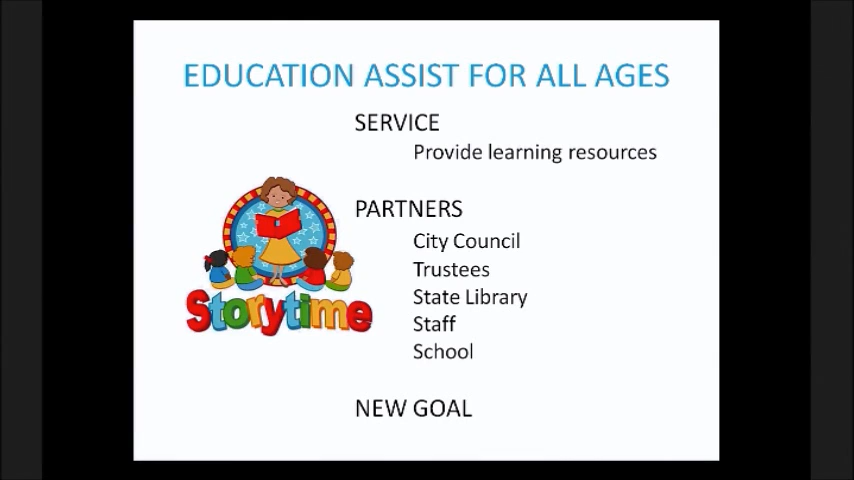 EDUCATION ASSIST FOR ALL AGES
SERVICE
Provide learning resources
PARTNERS
City Council
Trustees
State Library
Staff
School
Storytime
NEW GOAL